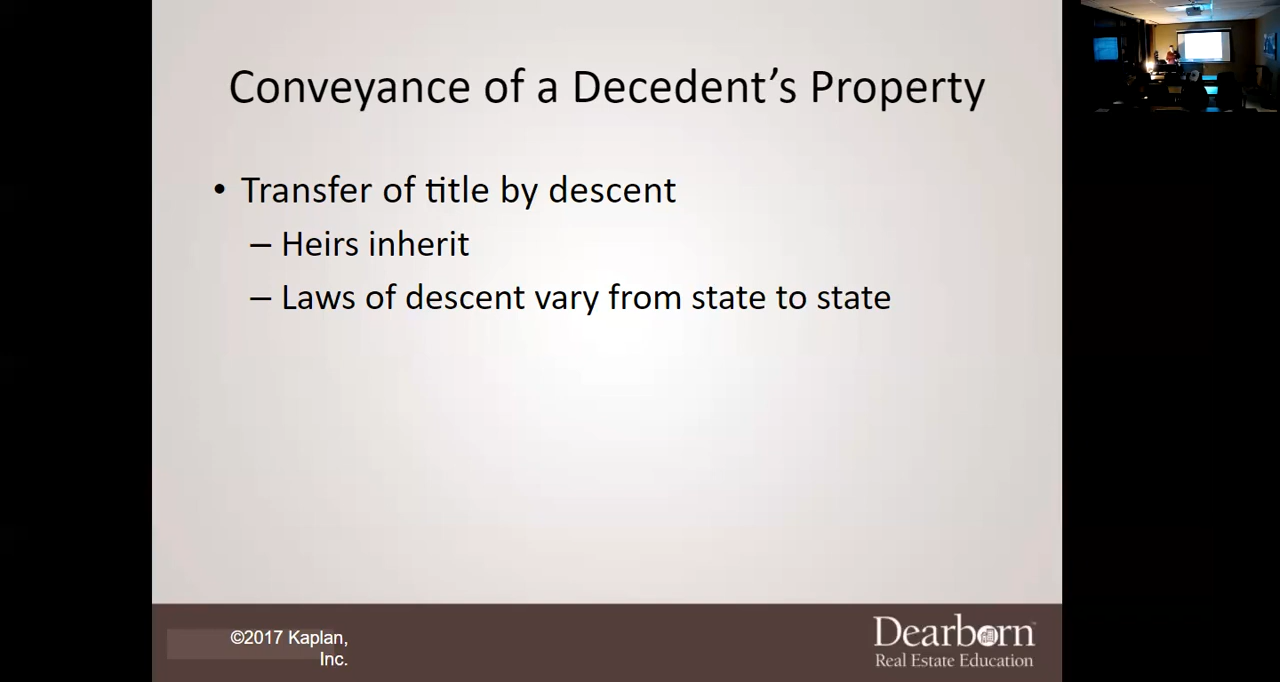 Conveyance of a Decedent’s Property
• Transfer of title by descent
– Heirs inherit
– Laws of descent vary from state to state
©2017 Kaplan,
Inc.
Dearborn™
Real Estate Education